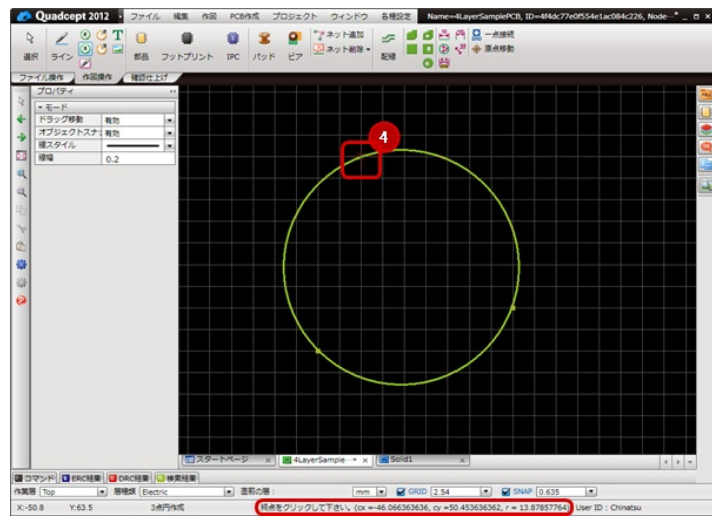 Quadcept 2012
ファイル 編集 作図 PCB作成 プロジェクト ウィンドウ 各種設定
Name=4LayerSamplePCB, ID=4f4dc77e0f554e1ac084c226, Node…*
選択 ライン 部品 フットプリント IPC パッド ビア 配線
ネット追加
ネット削除
一点接続
原点移動
ファイル操作 作図操作 確認仕上げ
プロパティ
モード
ドラッグ移動 有効
オブジェクトスナッ 有効
線スタイル
線幅 0.2
4
スタートページ x 4LayerSample…* x Solid1 x
コマンド ERC結果 DRC結果 検索結果
作業層 Top 層種類 Electric 直前の層 : mm GRID 2.54 SNAP 0.635
X:-50.8 Y:63.5 3点円作成 終点をクリックして下さい。(cx =-46.066363636, cy =50.453636362, r = 13.87857764) User ID : Chinatsu